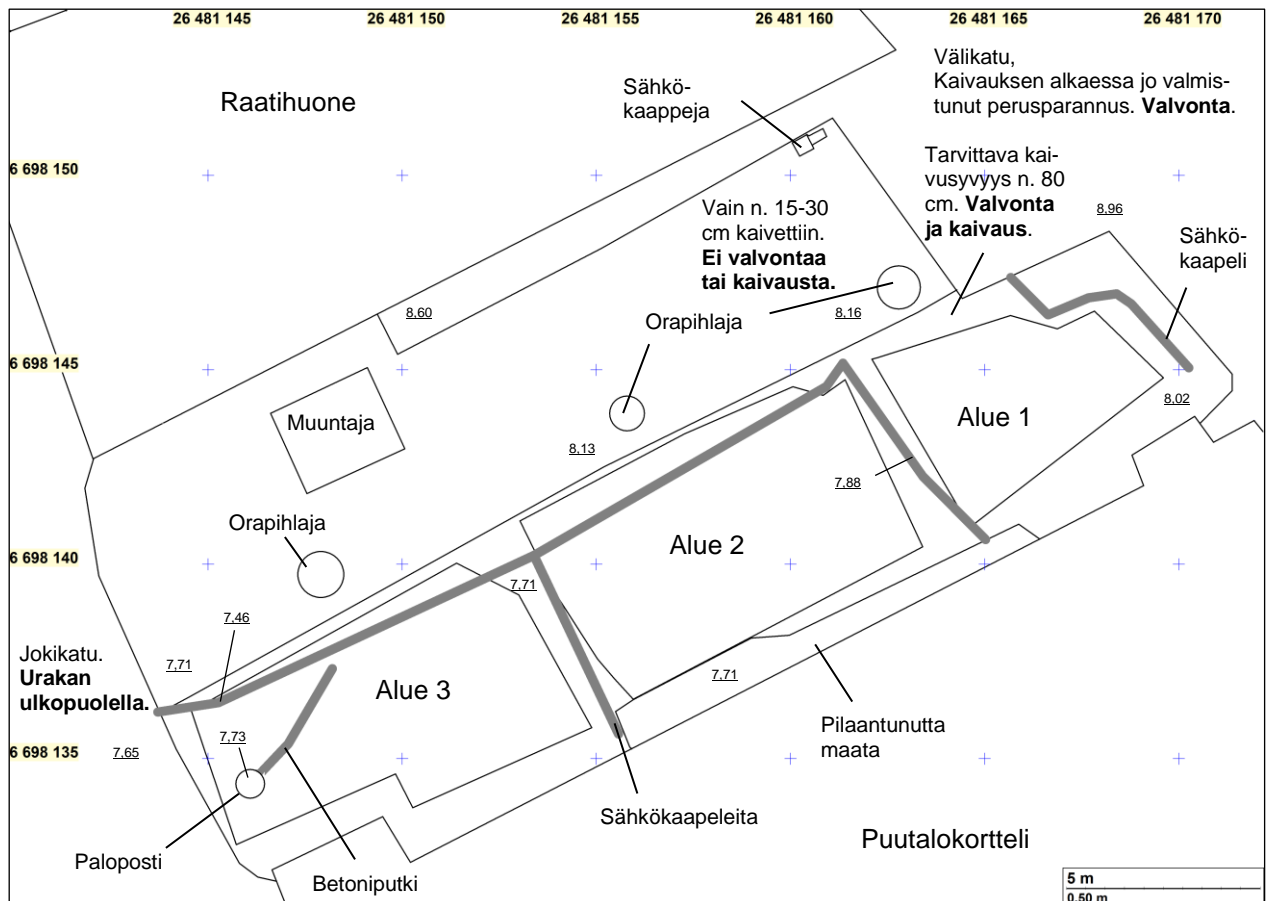 26 481 145
26 481 150
26 481 155
26 481 160
26 481 165
26 481 170
Raatihuone
Sähkö-
kaappeja
Välikatu,
Kaivauksen alkaessa jo valmis-
tunut perusparannus. Valvonta.
6 698 150
Tarvittava kai-
vusyvyys n. 80
cm. Valvonta
ja kaivaus.
Vain n. 15-30
cm kaivettiin.
Ei valvontaa
tai kaivausta.
8,96
Sähkö-
kaapeli
8,60
8,16
Orapihlaja
6 698 145
Muuntaja
8,02
Alue 1
8,13
7,88
Orapihlaja
Alue 2
6 698 140
7,71
7,46
Jokikatu.
Urakan
ulkopuolella.
7,71
7,71
Alue 3
Pilaantunutta
maata
7,73
7,65
6 698 135
Sähkökaapeleita
Puutalokortteli
Paloposti
Betoniputki
5 m
0.50 m